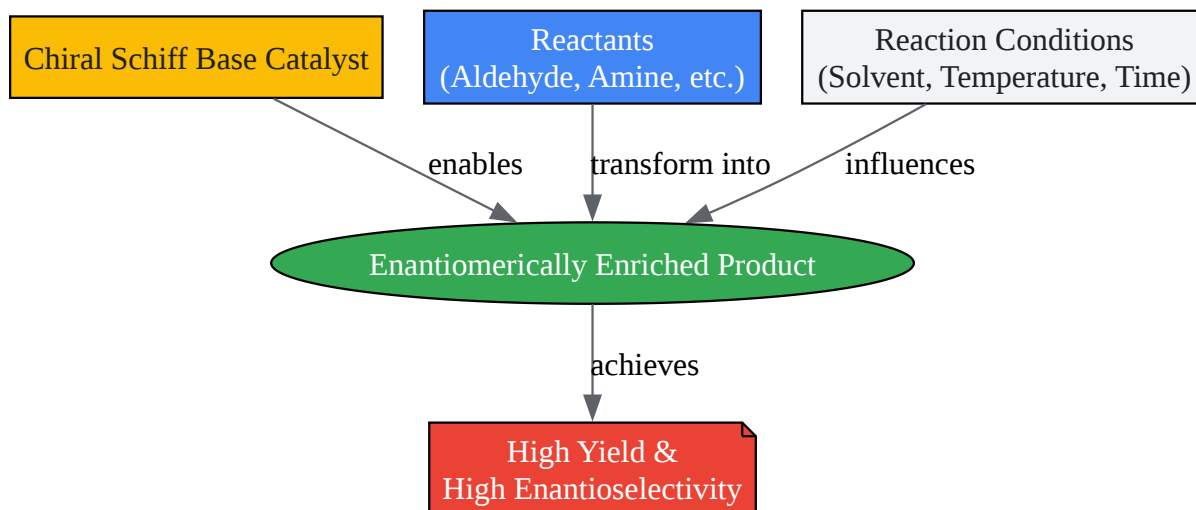 Chiral Schiff Base Catalyst
Reactants
(Aldehyde, Amine, etc.)
Reaction Conditions
(Solvent, Temperature, Time)
enables
transform into
influences
Enantiomerically Enriched Product
achieves
High Yield &
High Enantioselectivity